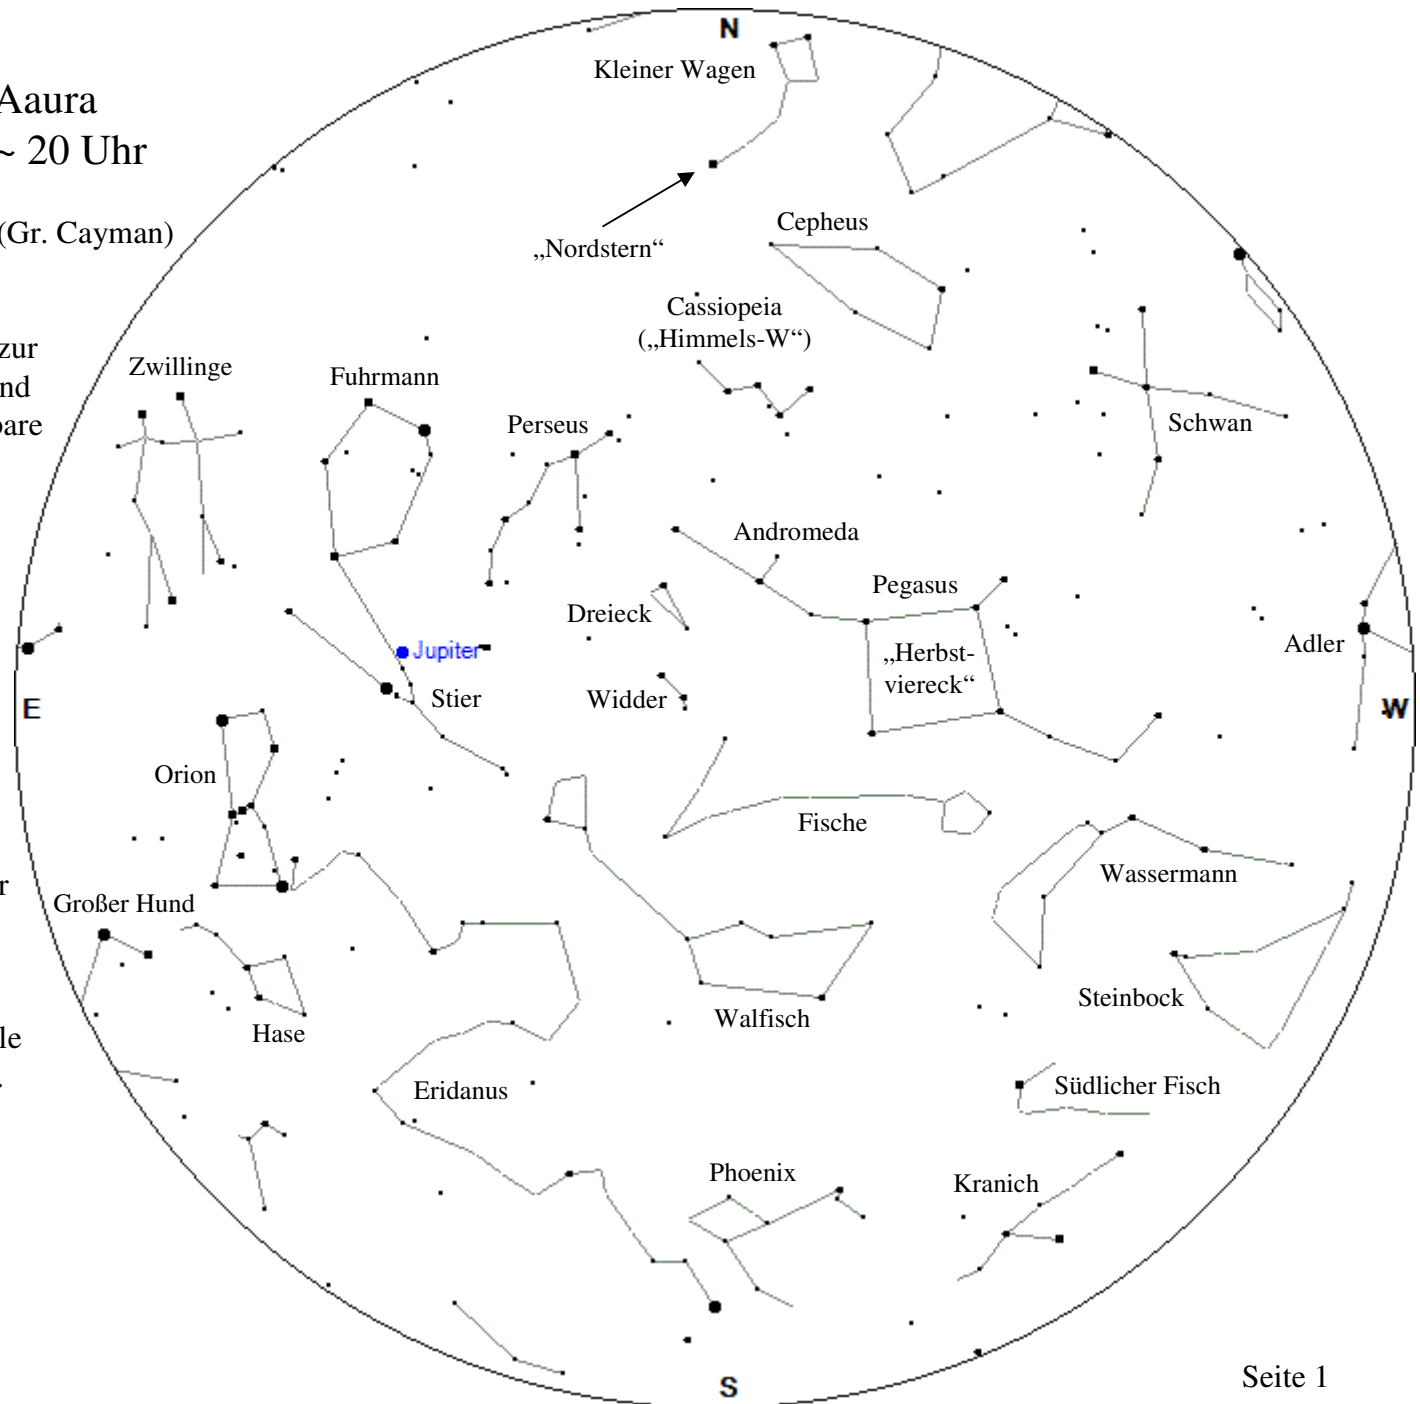 N
Kleiner Wagen
Aaura
~ 20 Uhr
(Gr. Cayman)
Cepheus
„Nordstern“
Cassiopeia
(„Himmels-W“)
zur
nd
bare
Zwillinge
Fuhrmann
Perseus
Schwan
Andromeda
Pegasus
Dreieck
Jupiter
„Herbst-
viereck“
Adler
Stier
Widder
E
W
Orion
Fische
Wassermann
r
Großer Hund
Steinbock
Walfisch
Hase
le
.
Eridanus
Südlicher Fisch
Phoenix
Kranich
S
Seite 1